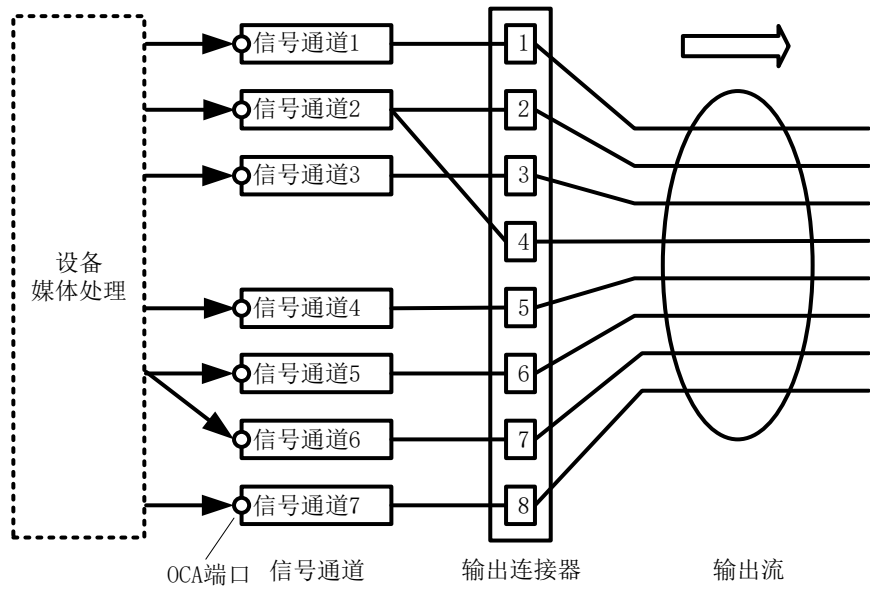 信号通道1
1
信号通道2
2
信号通道3
3
4
设备
媒体处理
信号通道4
5
信号通道5
6
信号通道6
7
信号通道7
8
OCA端口
信号通道
输出连接器
输出流